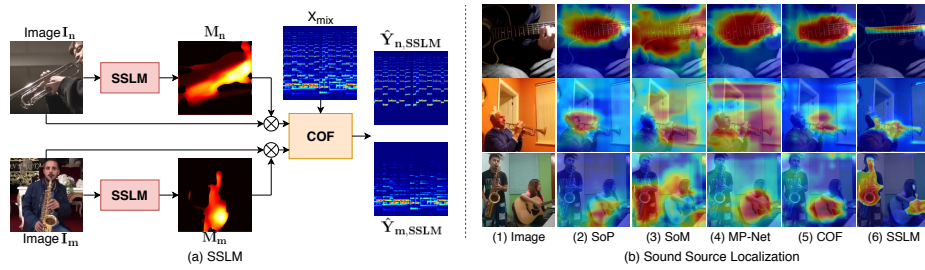 Image I_n
M_n
X_mix
Ŷ_n,SSLM
SSLM
COF
SSLM
Image I_m
M_m
Ŷ_m,SSLM
(a) SSLM
(1) Image
(2) SoP
(3) SoM
(4) MP-Net
(5) COF
(6) SSLM
(b) Sound Source Localization